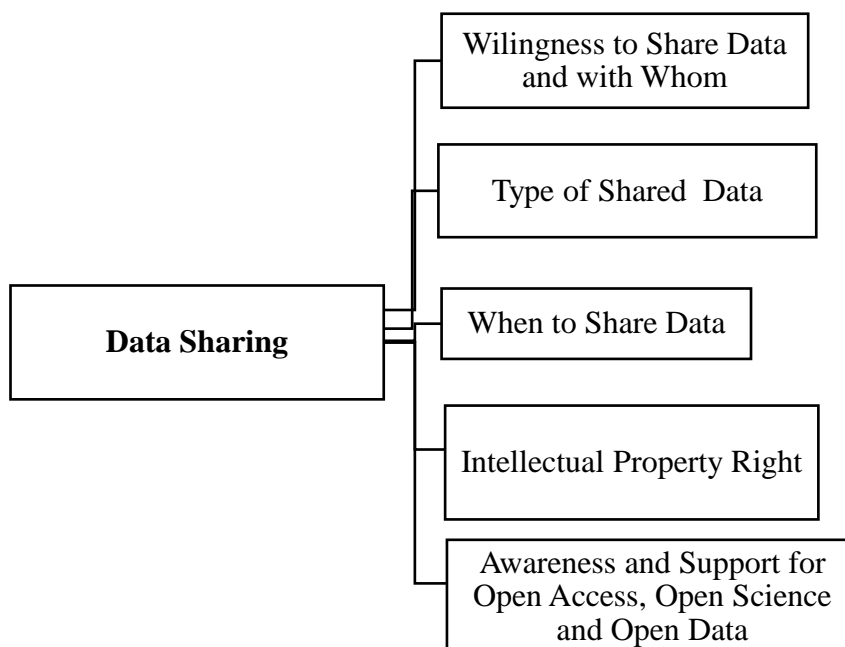 Wilingness to Share Data
and with Whom
Type of Shared  Data
Data Sharing
When to Share Data
Intellectual Property Right
Awareness and Support for
Open Access, Open Science
and Open Data